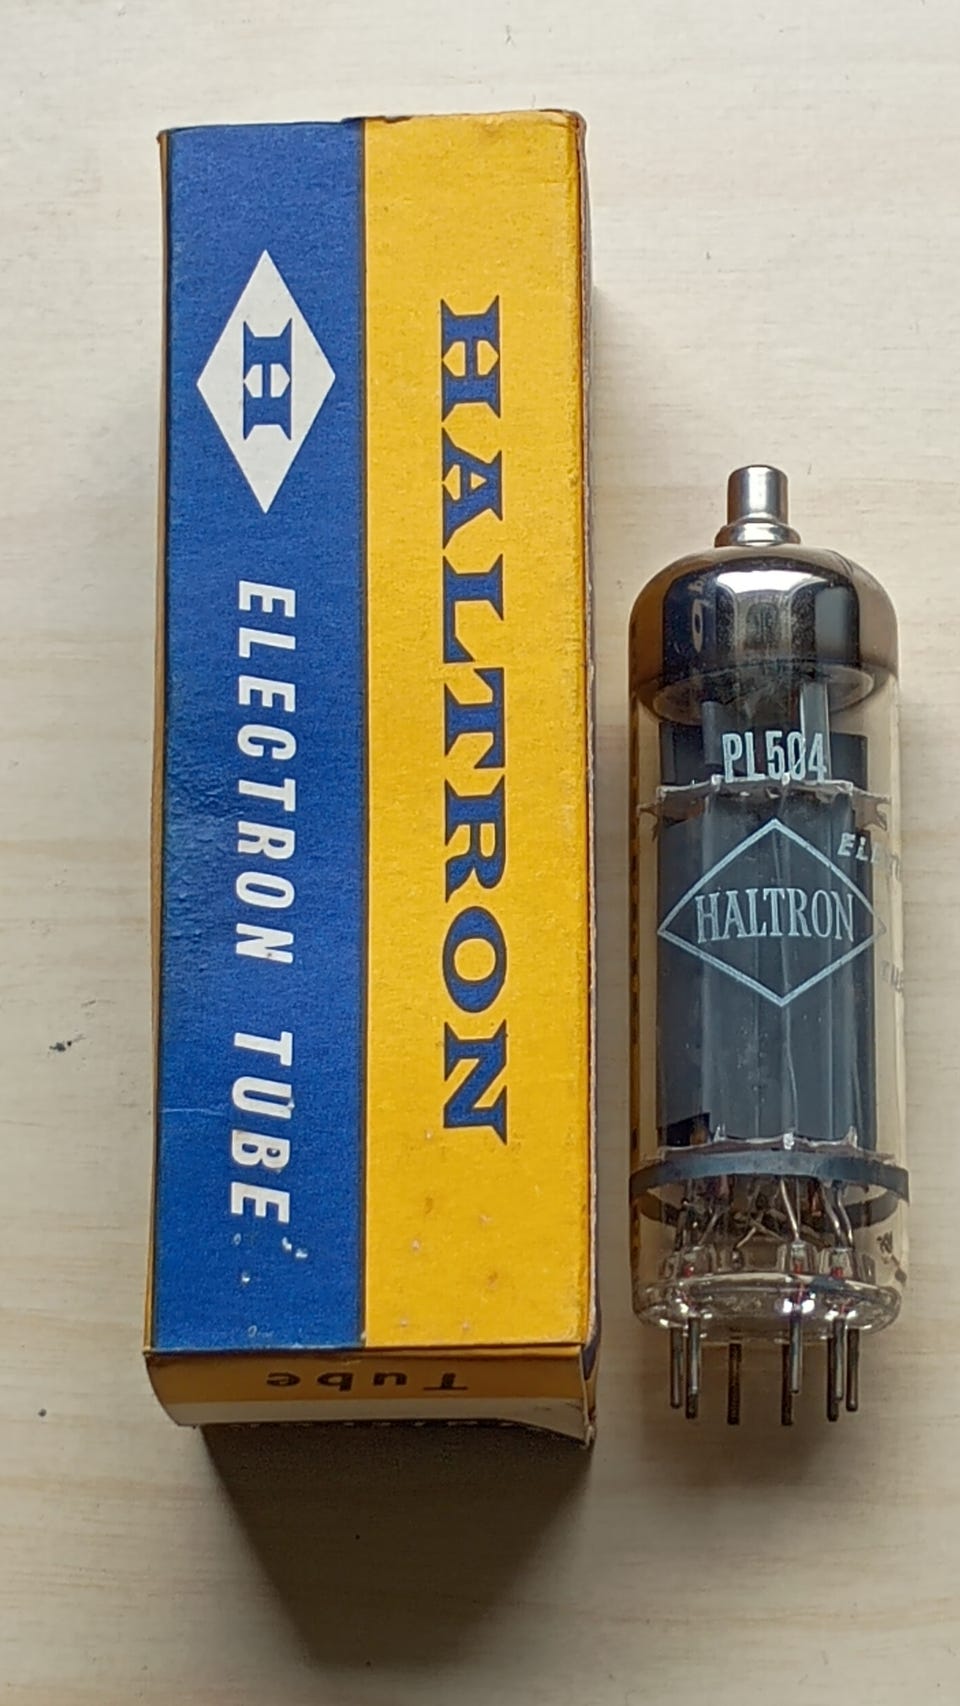 H
ELECTRON TUBE
HALTRON
Tube
PL504
HALTRON